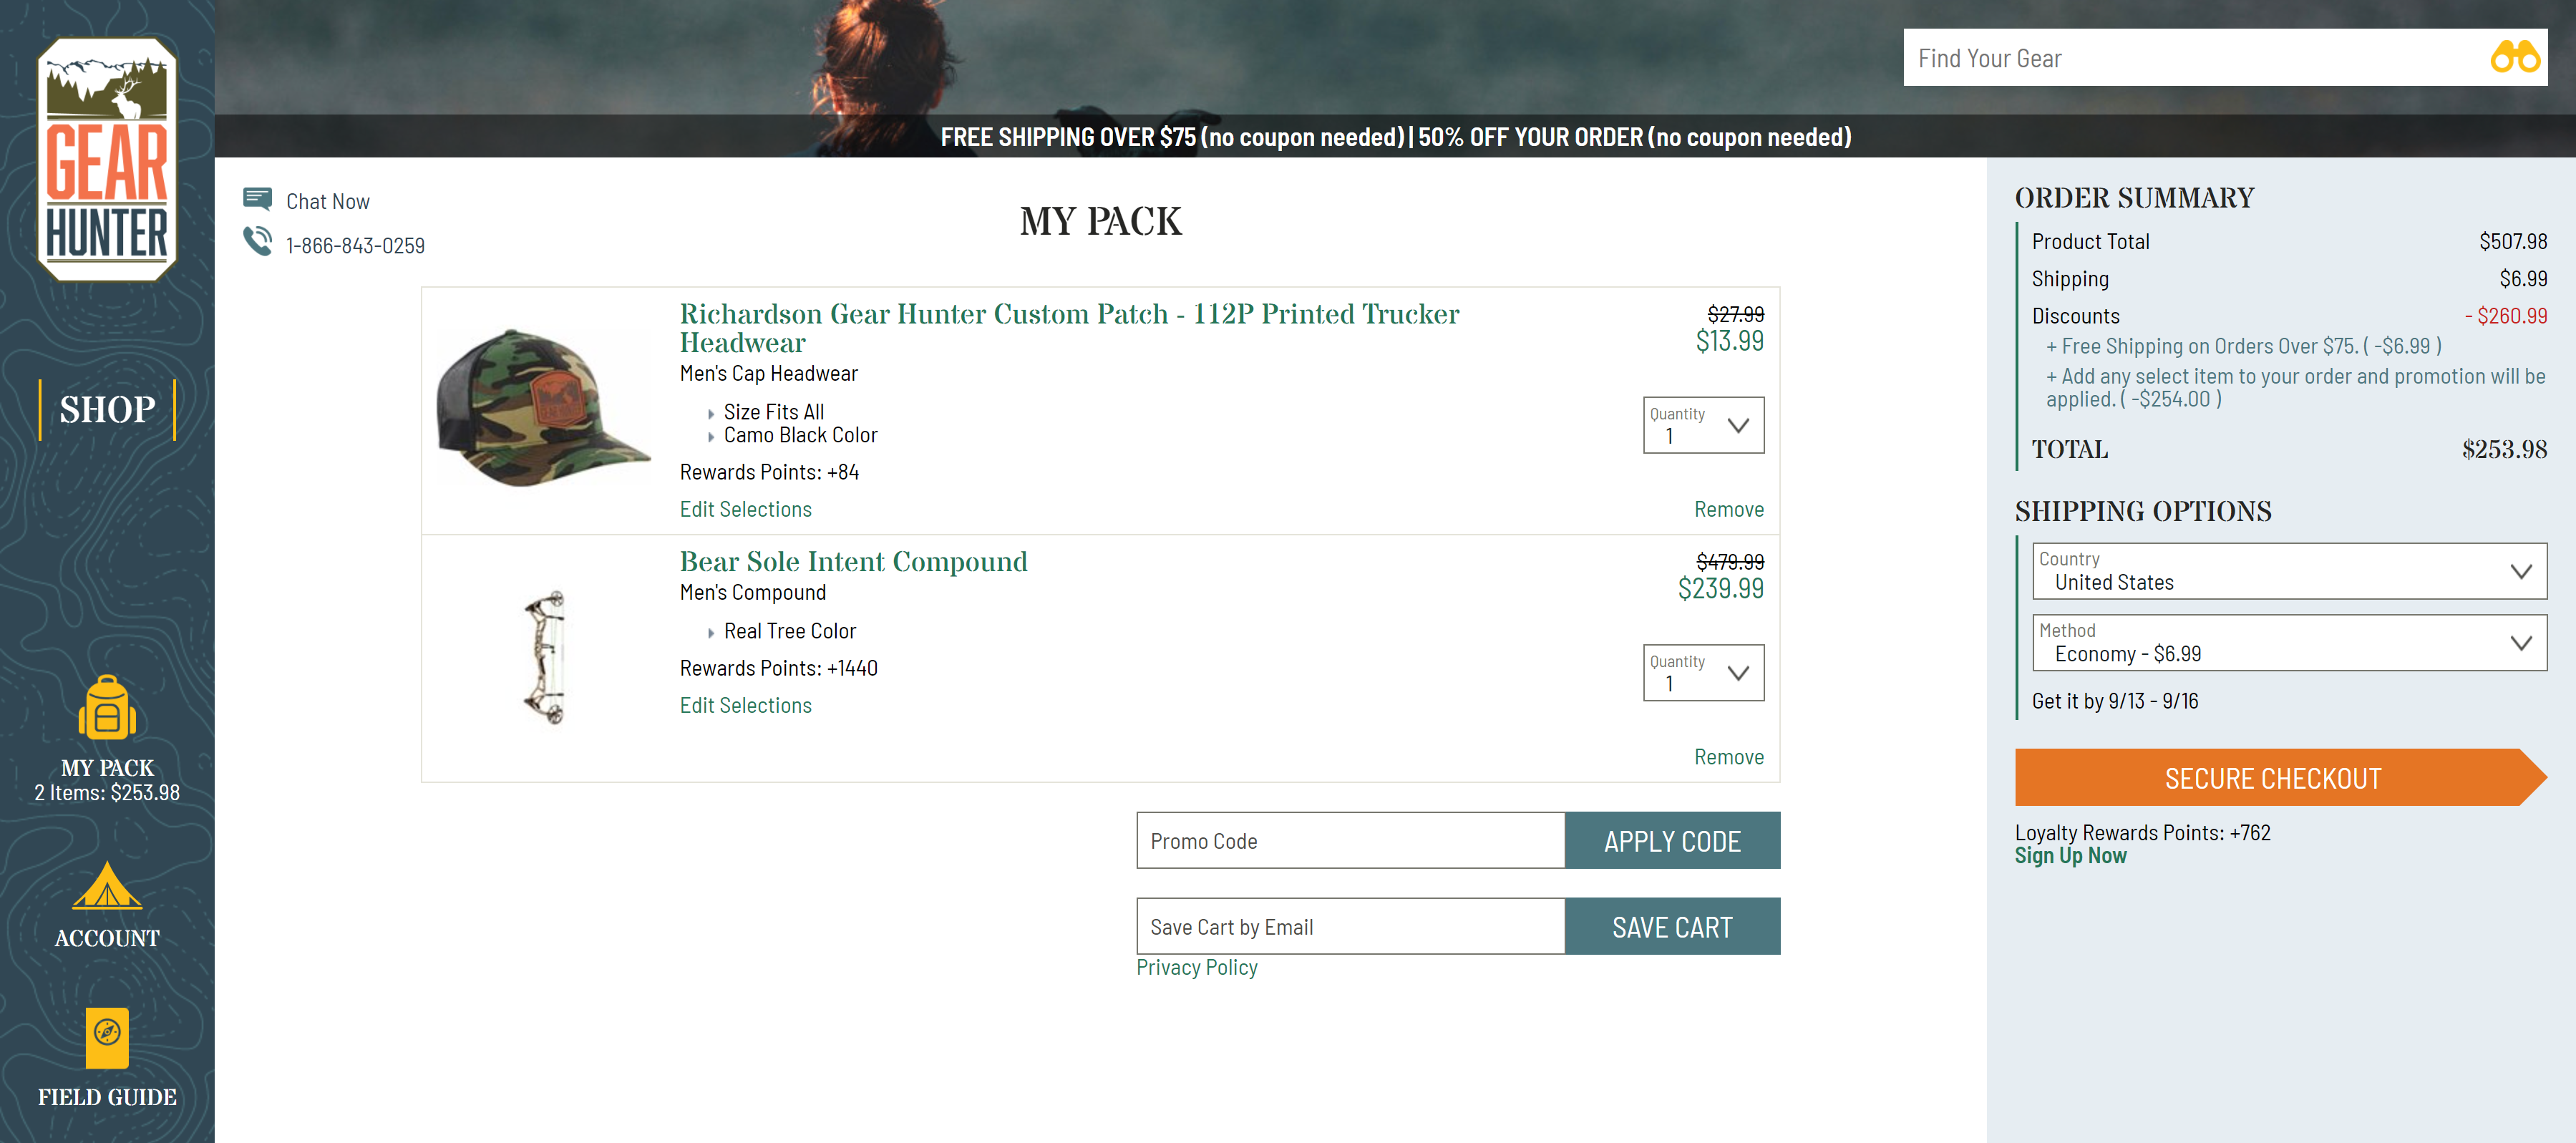 GEAR
HUNTER
SHOP
MY PACK
2 Items: $253.98
ACCOUNT
FIELD GUIDE
Find Your Gear
FREE SHIPPING OVER $75 (no coupon needed) | 50% OFF YOUR ORDER (no coupon needed)
Chat Now
1-866-843-0259
MY PACK
Richardson Gear Hunter Custom Patch - 112P Printed Trucker
Headwear
$27.99
$13.99
Men's Cap Headwear
Size Fits All
Camo Black Color
Quantity
1
Rewards Points: +84
Edit Selections
Remove
Bear Sole Intent Compound
$479.99
$239.99
Men's Compound
Real Tree Color
Quantity
1
Rewards Points: +1440
Edit Selections
Remove
Promo Code
APPLY CODE
Save Cart by Email
SAVE CART
Privacy Policy
ORDER SUMMARY
Product Total $507.98
Shipping $6.99
Discounts - $260.99
+ Free Shipping on Orders Over $75. ( -$6.99 )
+ Add any select item to your order and promotion will be
applied. ( -$254.00 )
TOTAL $253.98
SHIPPING OPTIONS
Country
United States
Method
Economy - $6.99
Get it by 9/13 - 9/16
SECURE CHECKOUT
Loyalty Rewards Points: +762
Sign Up Now